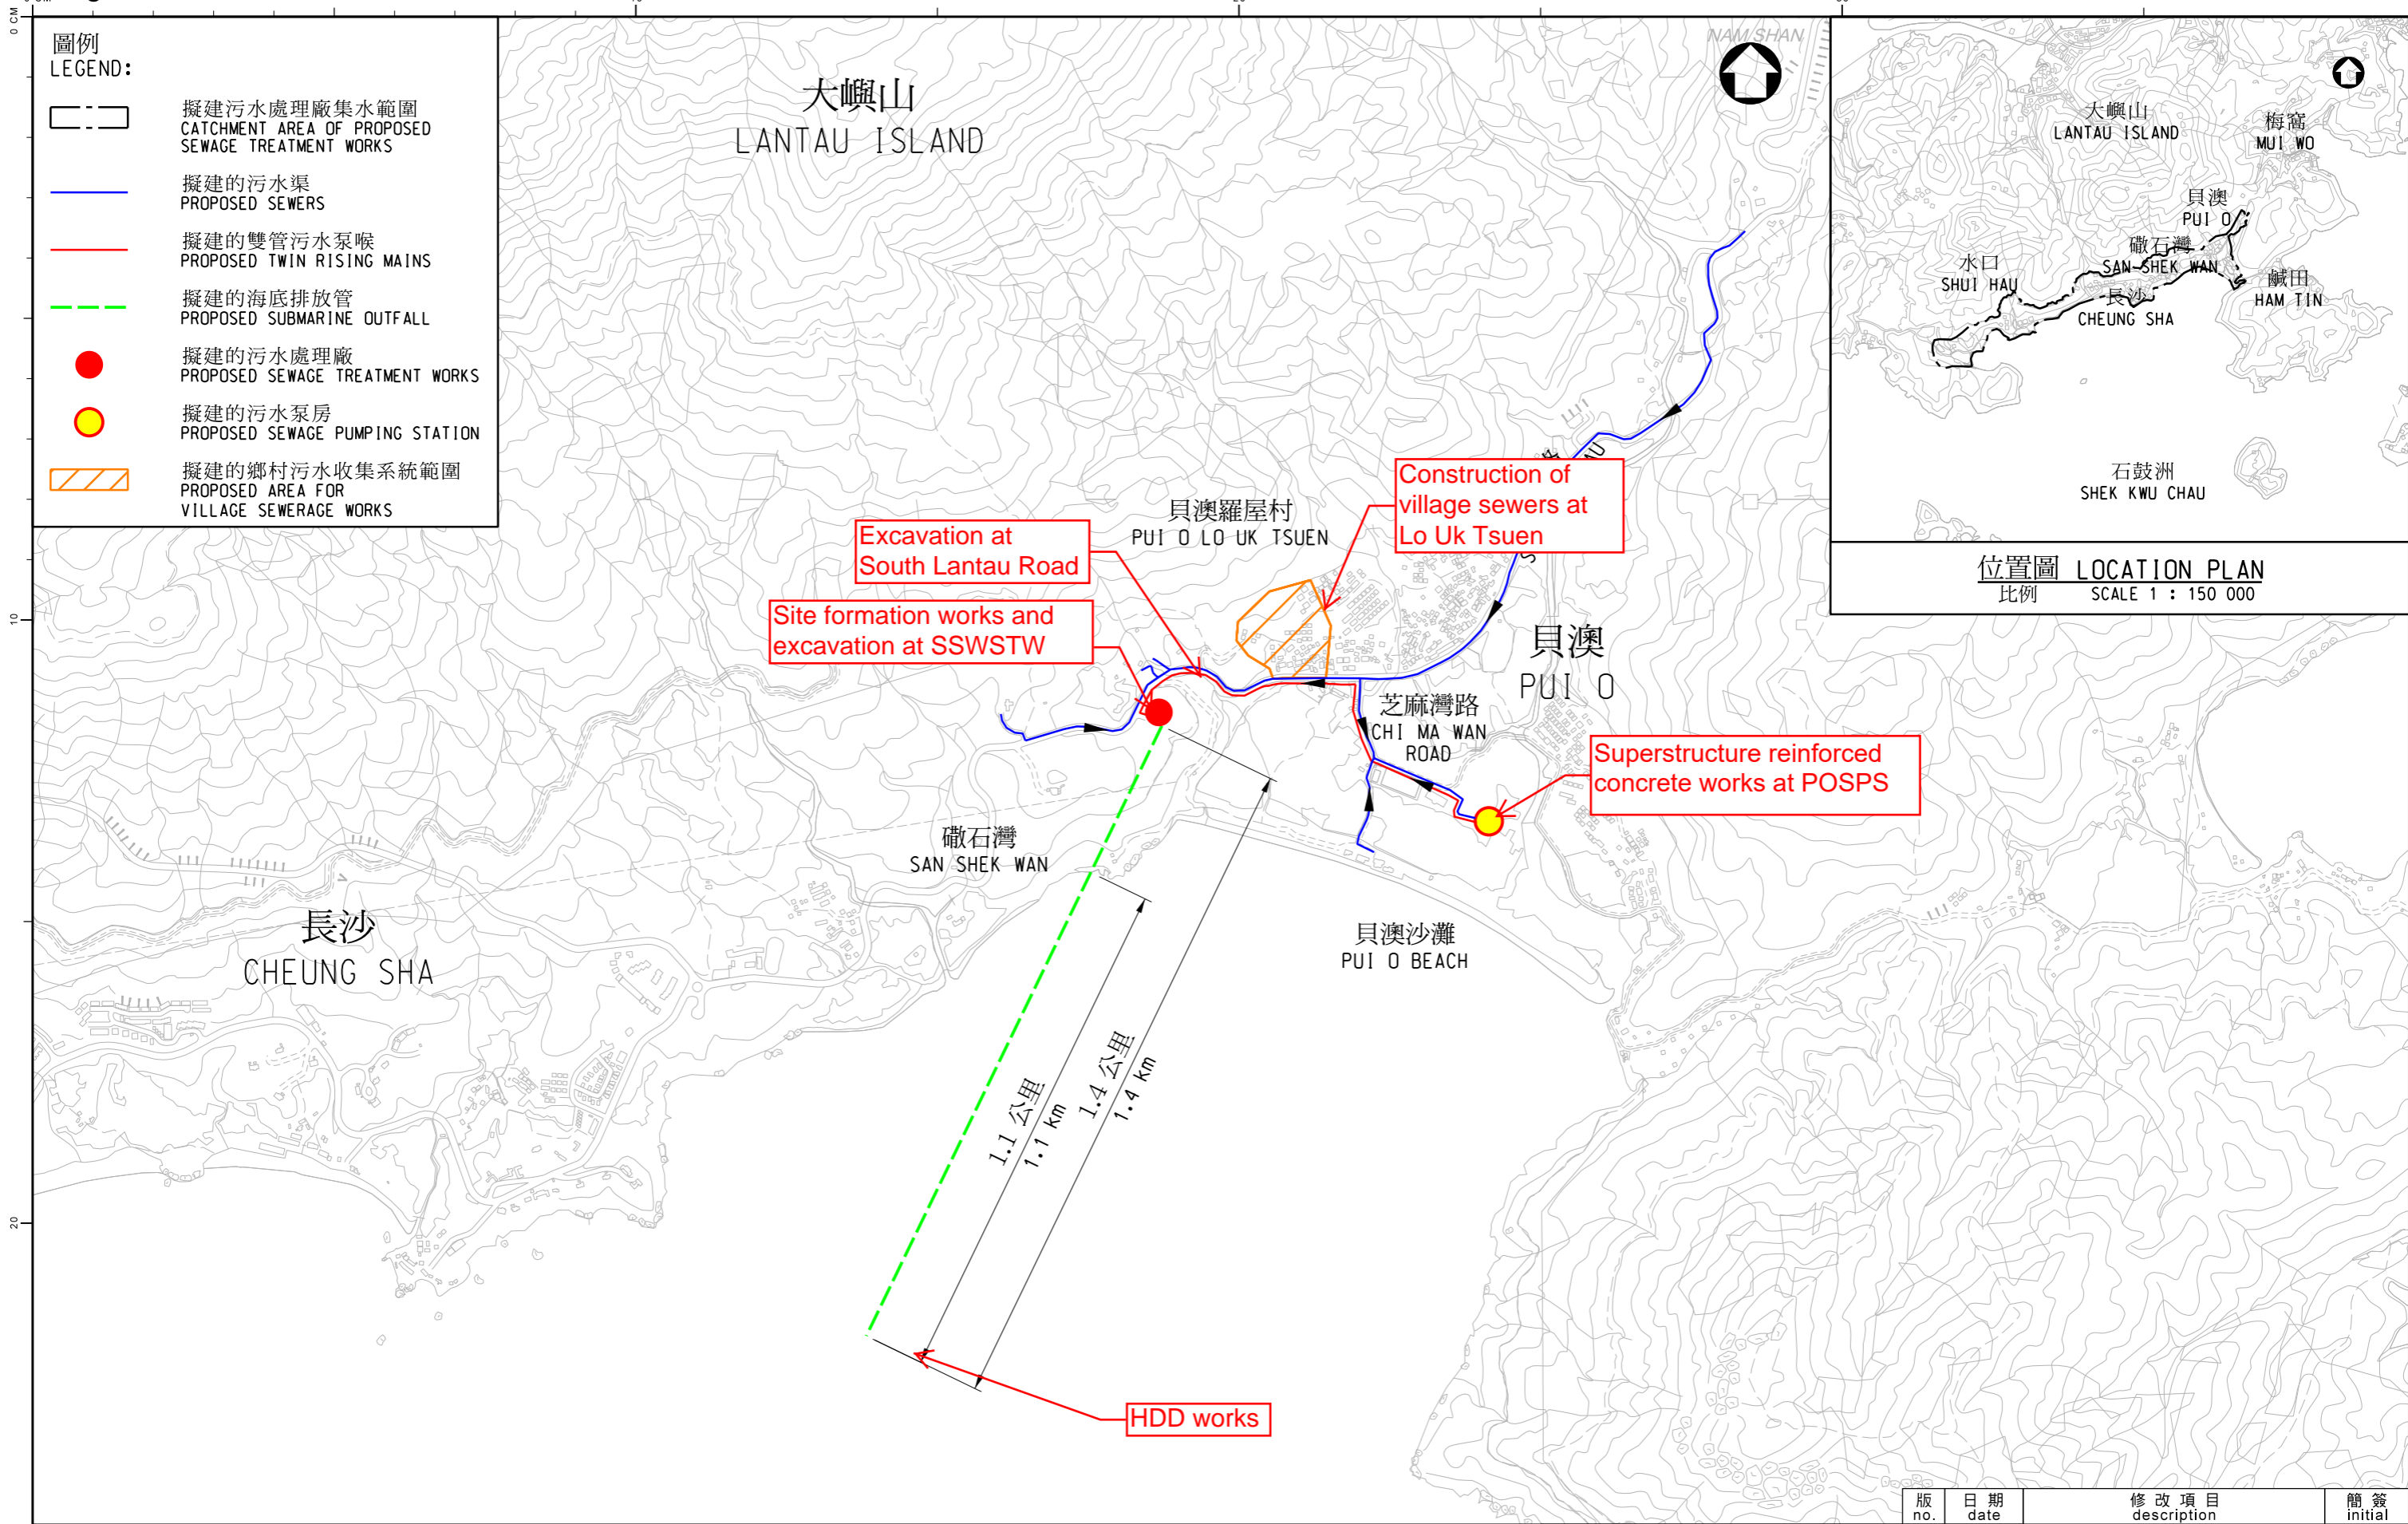 0 CM
10
20
圖例
LEGEND:
擬建污水處理廠集水範圍
CATCHMENT AREA OF PROPOSED
SEWAGE TREATMENT WORKS
擬建的污水渠
PROPOSED SEWERS
擬建的雙管污水泵喉
PROPOSED TWIN RISING MAINS
擬建的海底排放管
PROPOSED SUBMARINE OUTFALL
擬建的污水處理廠
PROPOSED SEWAGE TREATMENT WORKS
擬建的污水泵房
PROPOSED SEWAGE PUMPING STATION
擬建的鄉村污水收集系統範圍
PROPOSED AREA FOR
VILLAGE SEWERAGE WORKS
大嶼山
LANTAU ISLAND
NAM SHAN
大嶼山
LANTAU ISLAND
梅窩
MUI WO
貝澳
PUI O
磡石灣
SAN SHEK WAN
水口
SHUI HAU
鹹田
HAM TIN
長沙
CHEUNG SHA
石鼓洲
SHEK KWU CHAU
位置圖 LOCATION PLAN
比例 SCALE 1 : 150 000
Construction of
village sewers at
Lo Uk Tsuen
貝澳羅屋村
PUI O LO UK TSUEN
Excavation at
South Lantau Road
Site formation works and
excavation at SSWSTW
貝澳
PUI O
芝麻灣路
CHI MA WAN
ROAD
Superstructure reinforced
concrete works at POSPS
磡石灣
SAN SHEK WAN
長沙
CHEUNG SHA
貝澳沙灘
PUI O BEACH
1.1 公里
1.1 km
1.4 公里
1.4 km
HDD works
版 日期 修改項目 簡簽
no. date description initial